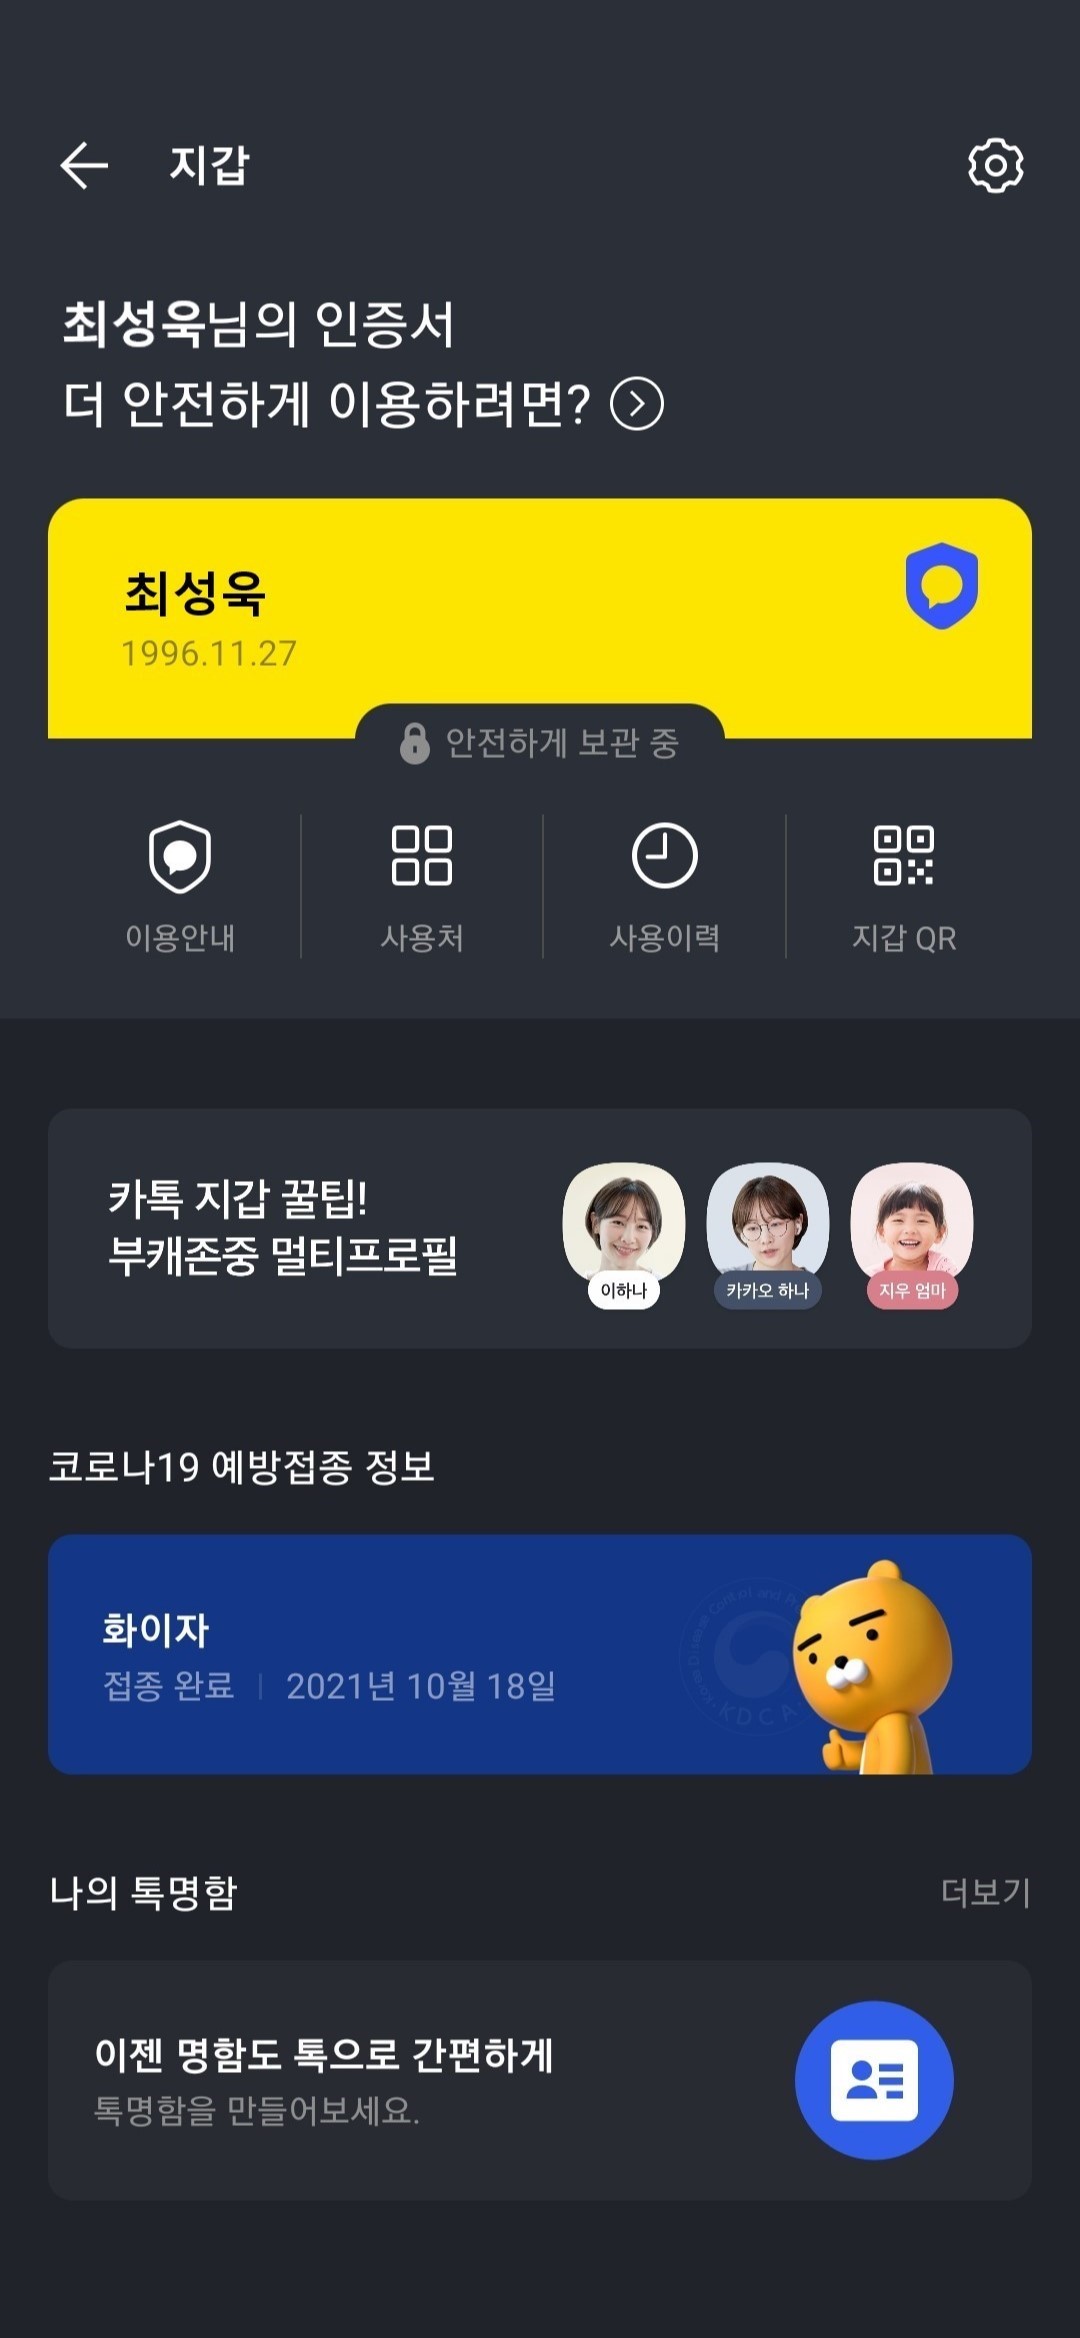 지갑
최성욱님의 인증서
더 안전하게 이용하려면?
최성욱
1996.11.27
안전하게 보관 중
이용안내
사용처
사용이력
지갑 QR
카톡 지갑 꿀팁!
부캐존중 멀티프로필
이하나
카카오 하나
지우 엄마
코로나19 예방접종 정보
화이자
접종 완료 | 2021년 10월 18일
Korea Disease Control and
KDCA
나의 톡명함
더보기
이젠 명함도 톡으로 간편하게
톡명함을 만들어보세요.